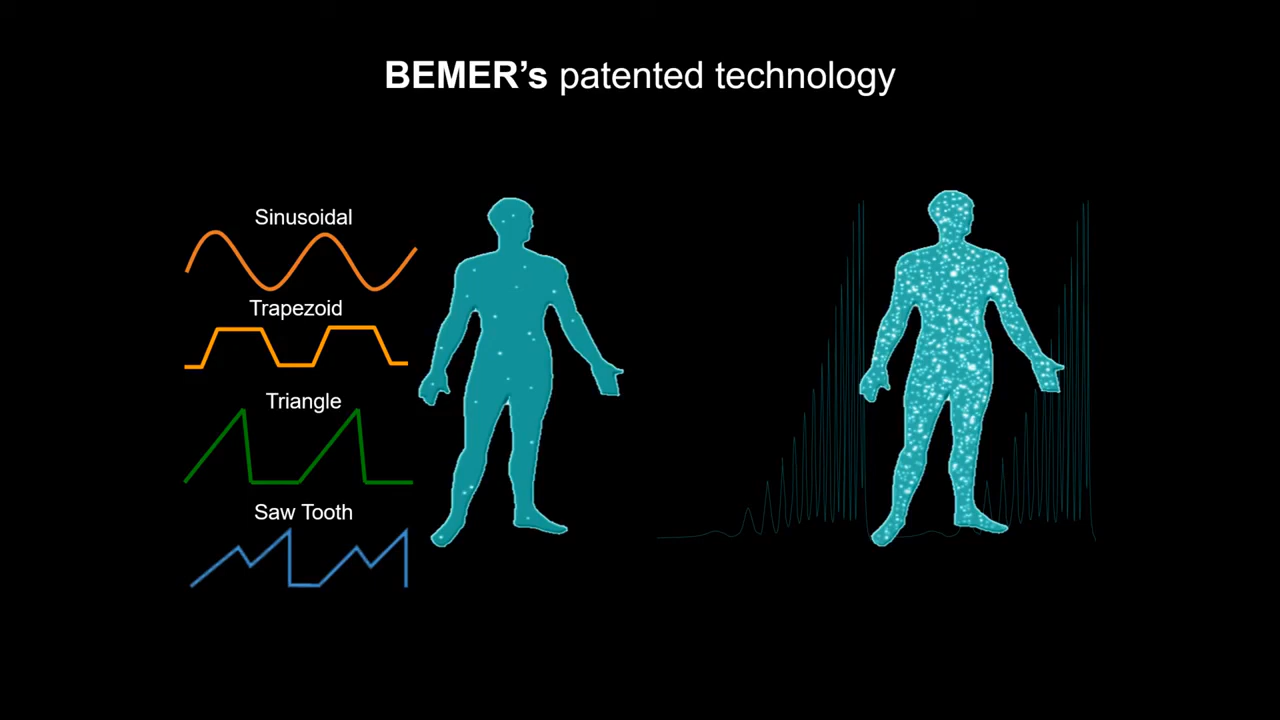 BEMER’s patented technology
Sinusoidal
Trapezoid
Triangle
Saw Tooth